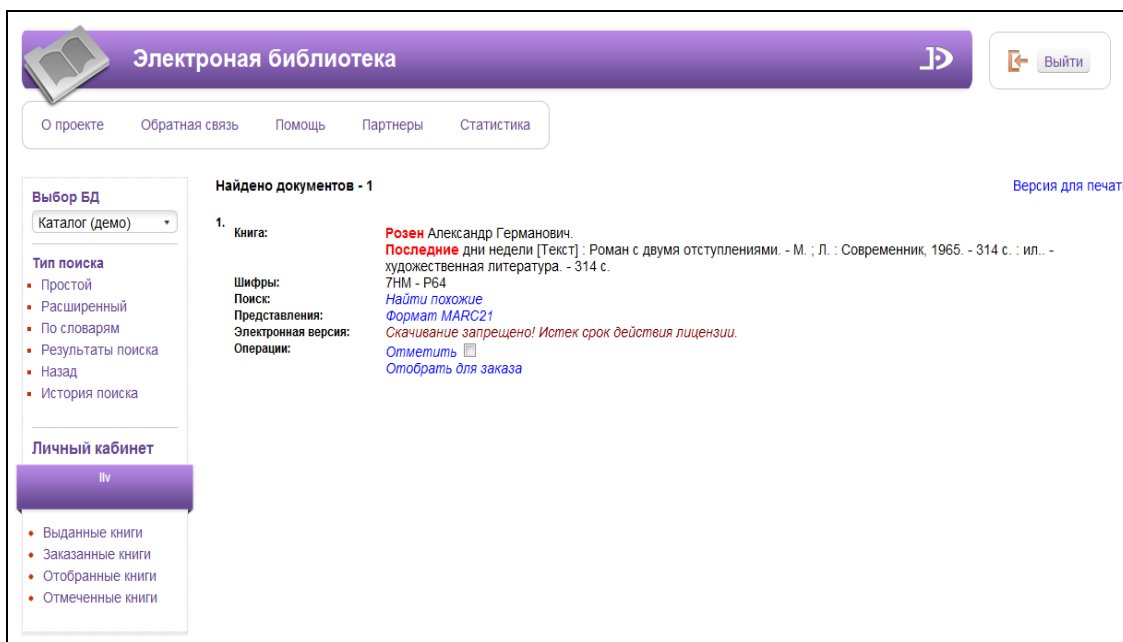 Электроная библиотека
Выйти
О проекте Обратная связь Помощь Партнеры Статистика
Выбор БД
Каталог (демо)
Тип поиска
Простой
Расширенный
По словарям
Результаты поиска
Назад
История поиска
Личный кабинет
llv
Выданные книги
Заказанные книги
Отобранные книги
Отмеченные книги
Найдено документов - 1 Версия для печати
1. Книга: Розен Александр Германович.
Последние дни недели [Текст] : Роман с двумя отступлениями. - М. ; Л. : Современник, 1965. - 314 с. : ил.. -
художественная литература. - 314 с.
Шифры: 7НМ - Р64
Поиск: Найти похожие
Представления: Формат MARC21
Электронная версия: Скачивание запрещено! Истек срок действия лицензии.
Операции: Отметить
Отобрать для заказа